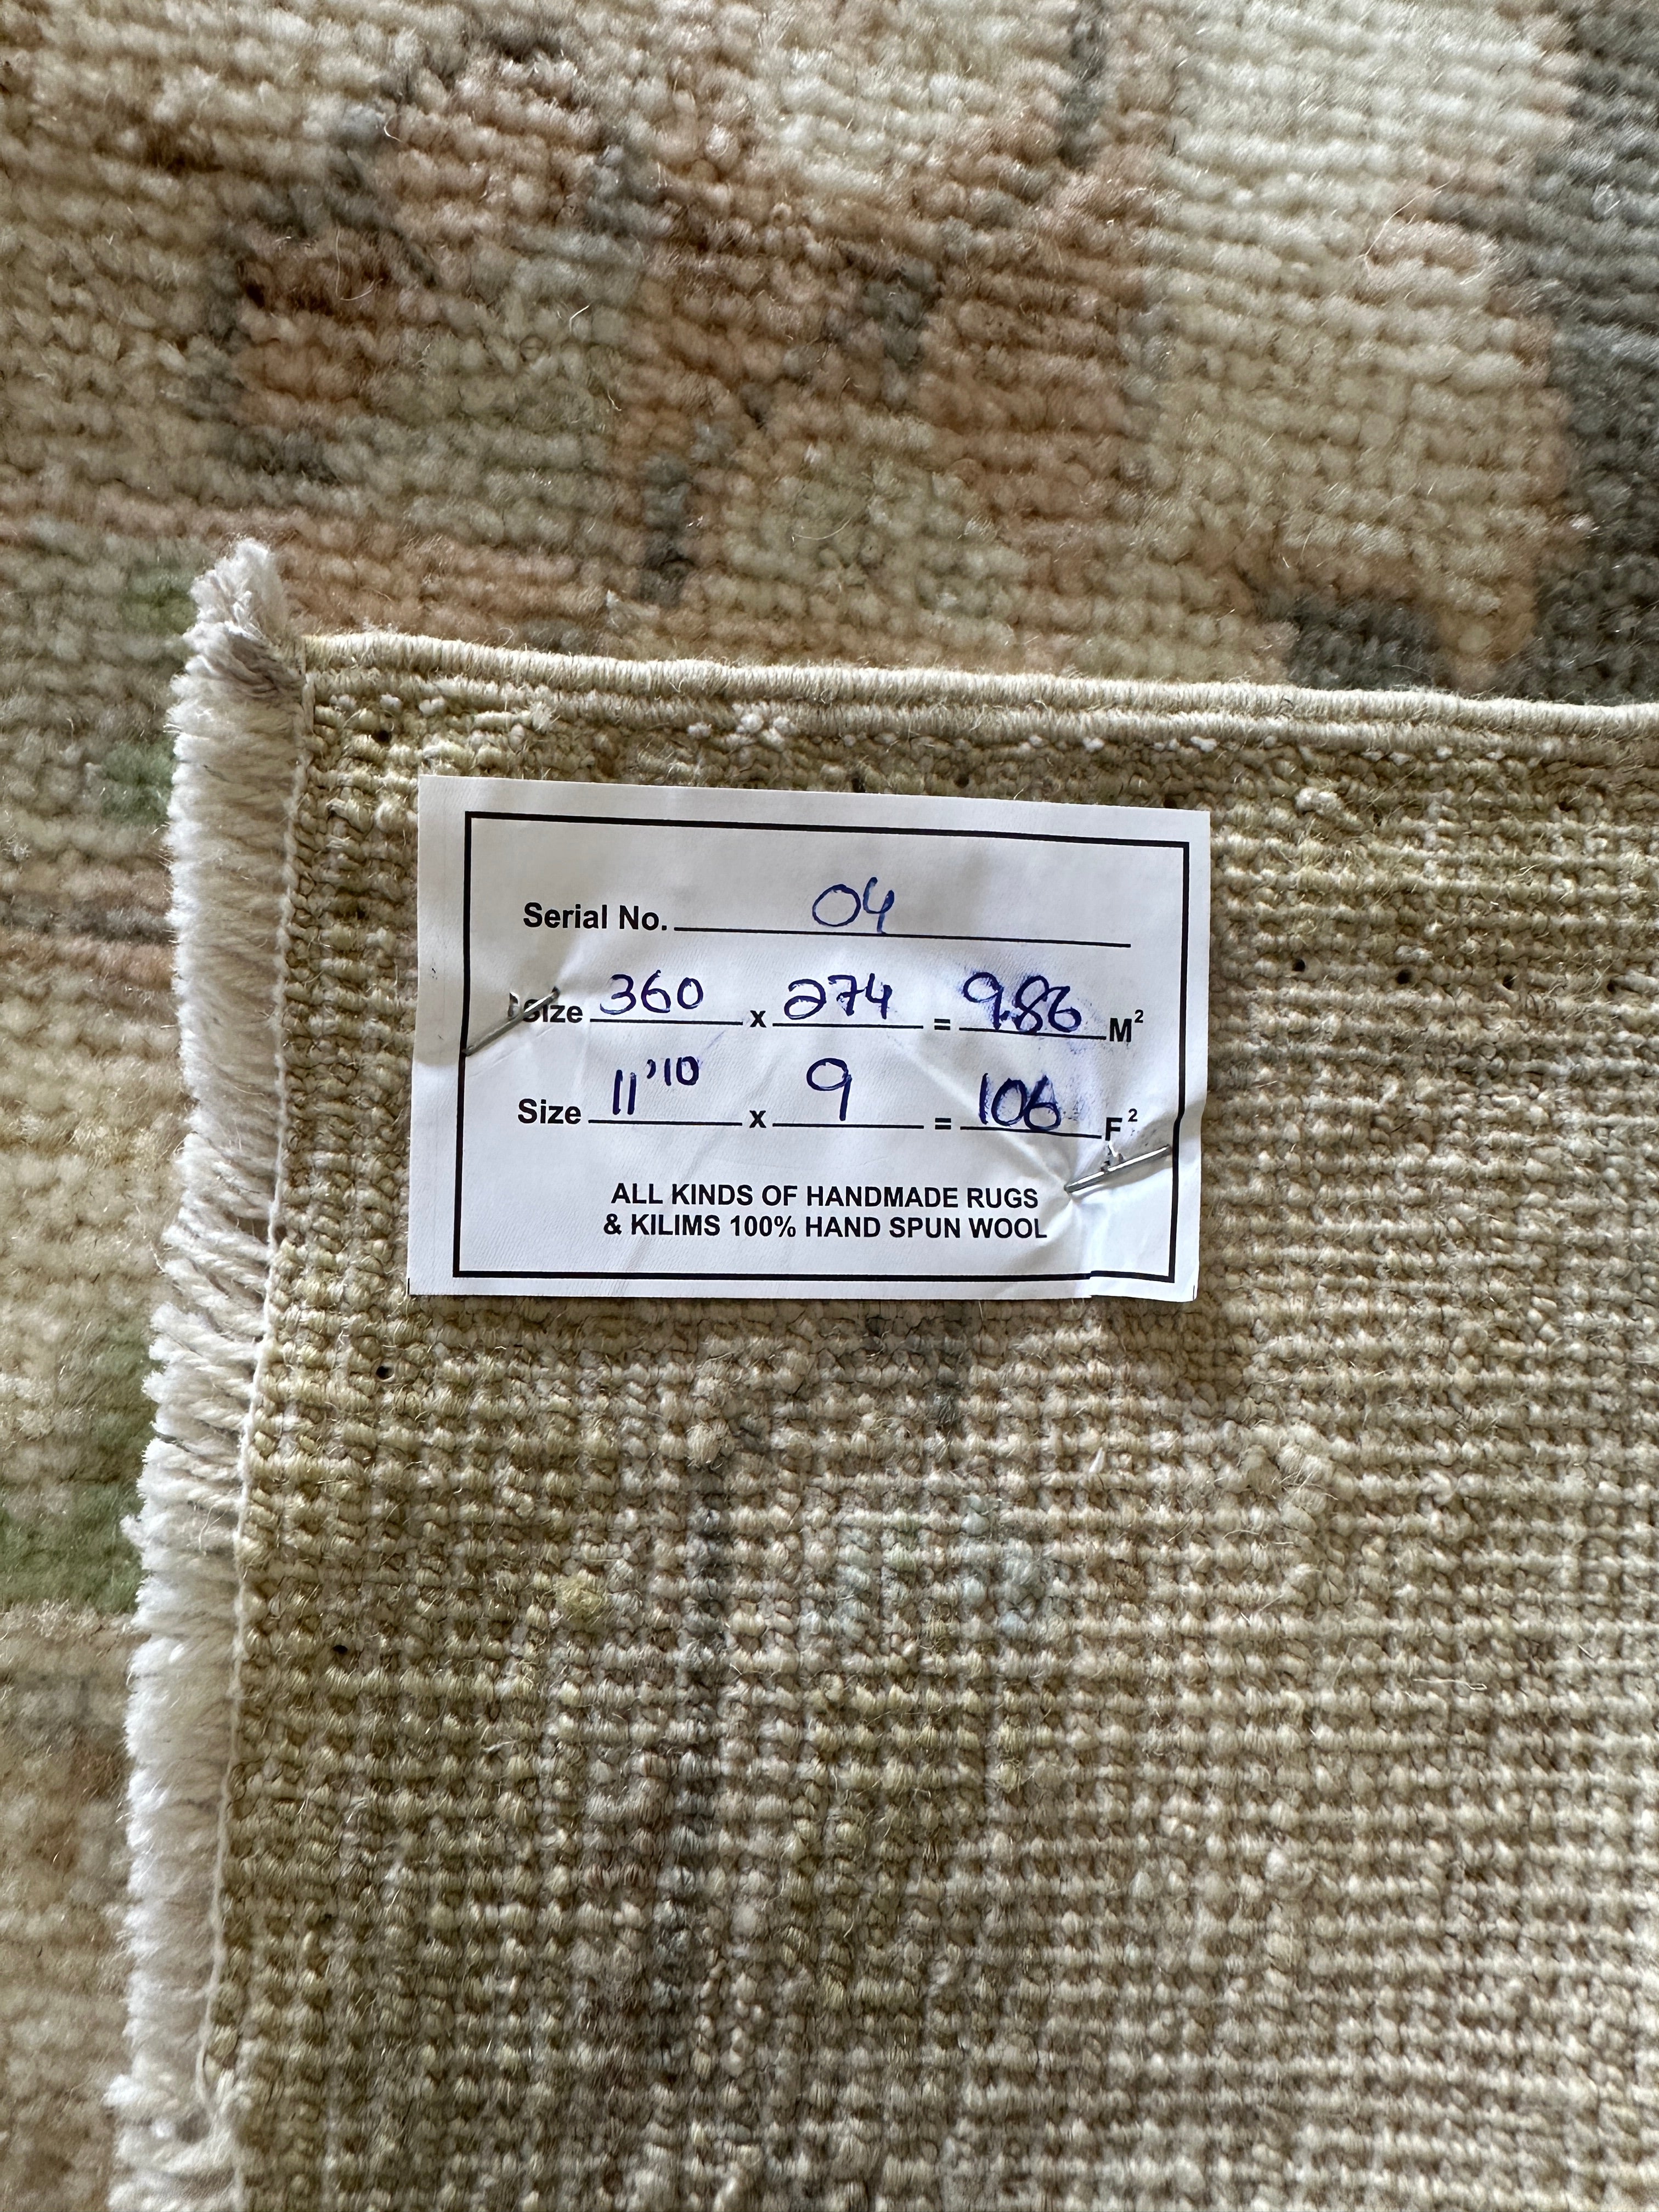 Serial No. 04
Size 360 x 274 = 9.86 M²
Size 11'10 x 9 = 106 F²
ALL KINDS OF HANDMADE RUGS
& KILIMS 100% HAND SPUN WOOL